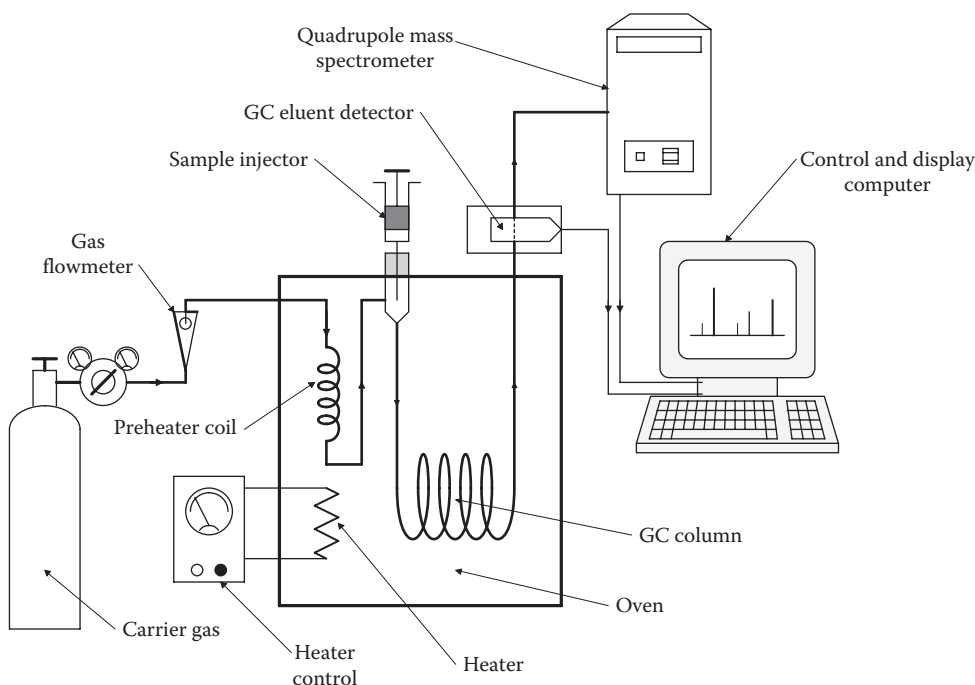 Quadrupole mass
spectrometer
GC eluent detector
Sample injector
Control and display
computer
Gas
flowmeter
Preheater coil
GC column
Oven
Carrier gas
Heater
control
Heater